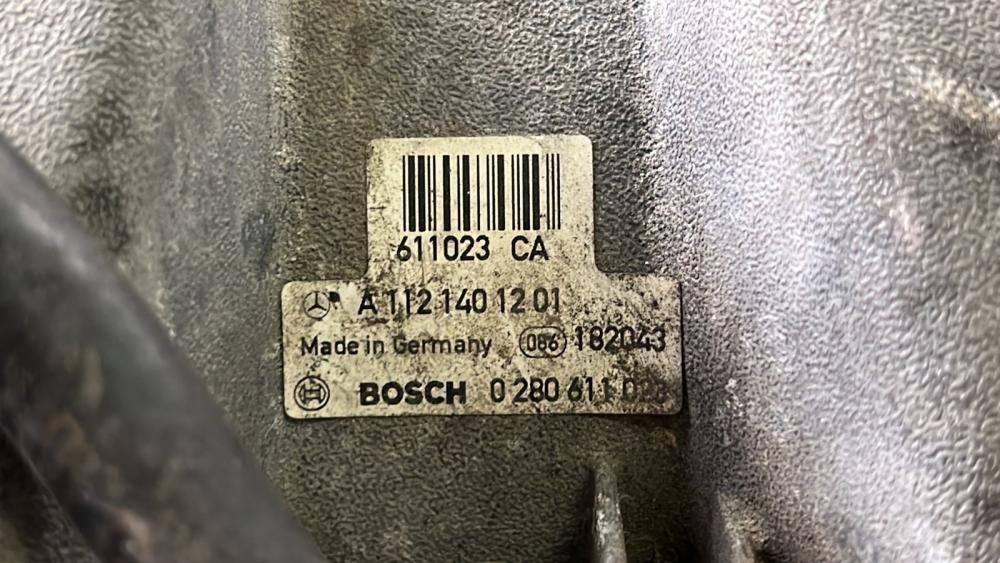 611023 CA
A 112 140 12 01
Made in Germany 086 182043
BOSCH 0 280 611